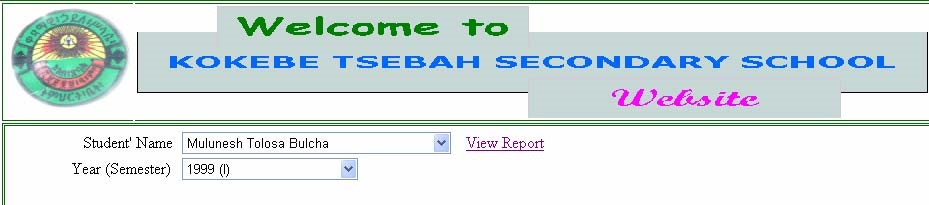 Welcome to
KOKEBE TSEBAH SECONDARY SCHOOL
Website
Student' Name Mulunesh Tolosa Bulcha View Report
Year (Semester) 1999 (I)